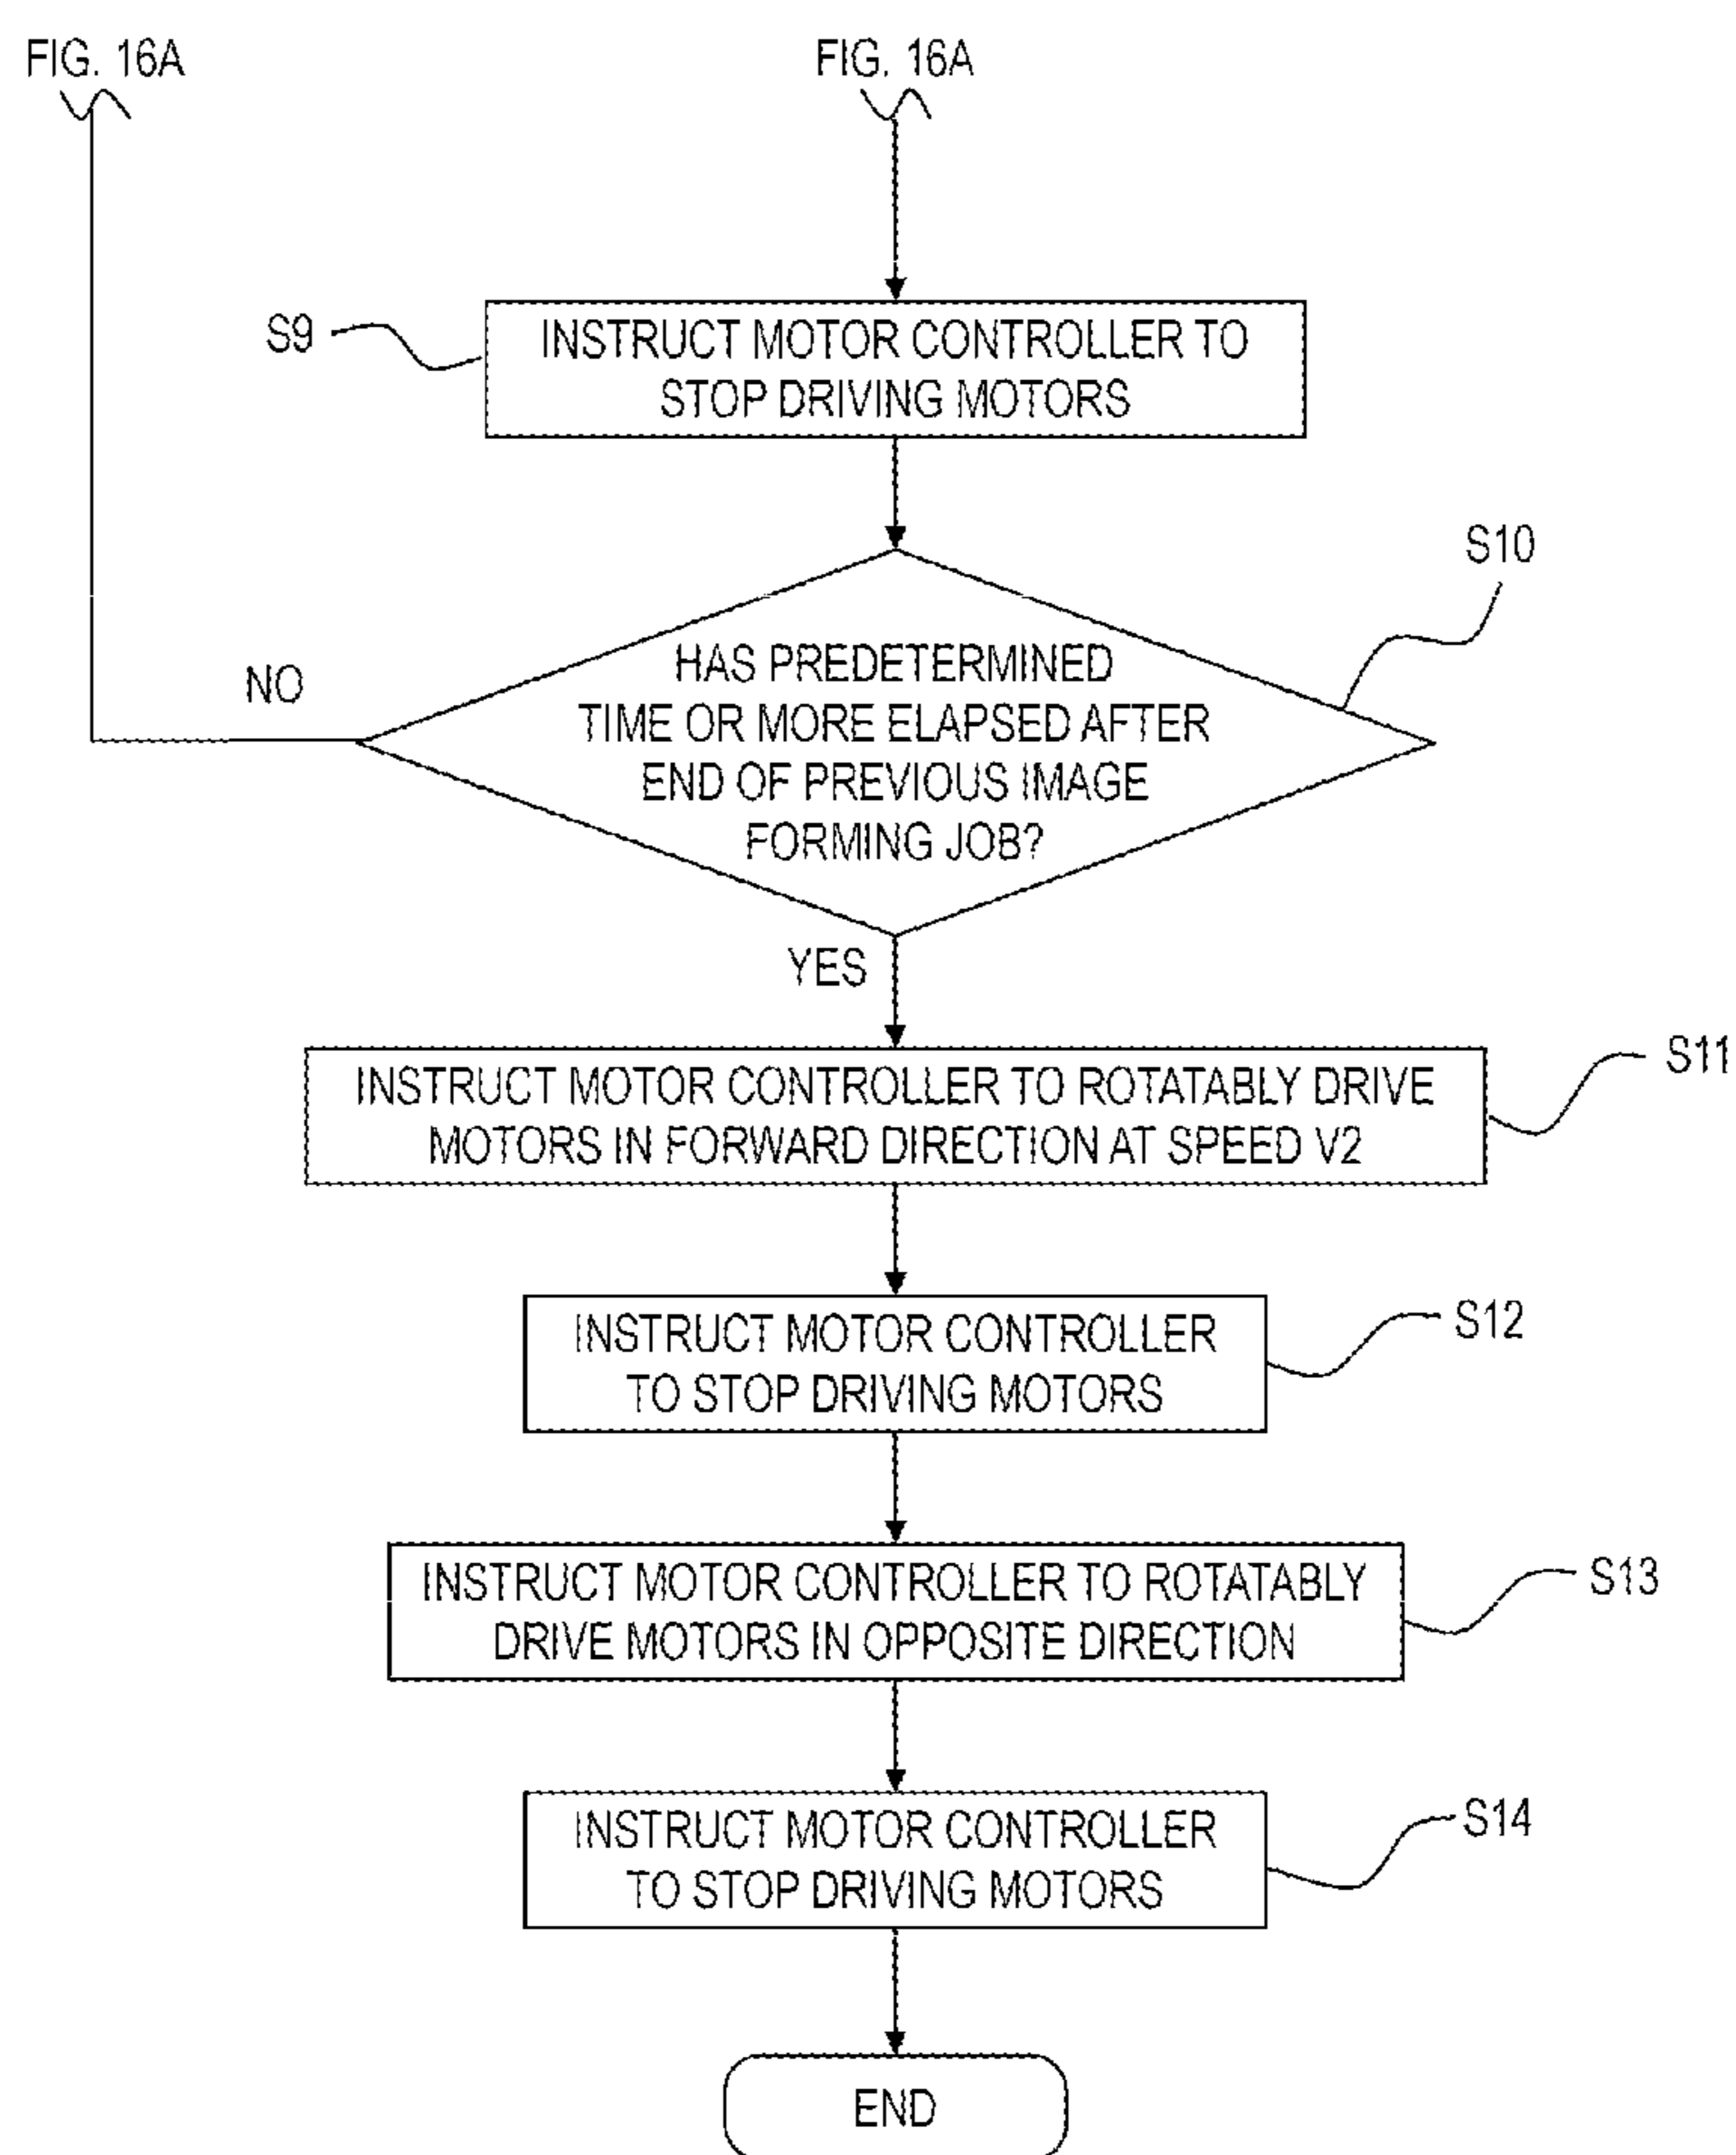 FIG. 16A
FIG. 16A
S9
INSTRUCT MOTOR CONTROLLER TO
STOP DRIVING MOTORS
S10
HAS PREDETERMINED
TIME OR MORE ELAPSED AFTER
END OF PREVIOUS IMAGE
FORMING JOB?
NO
YES
S11
INSTRUCT MOTOR CONTROLLER TO ROTATABLY DRIVE
MOTORS IN FORWARD DIRECTION AT SPEED V2
S12
INSTRUCT MOTOR CONTROLLER
TO STOP DRIVING MOTORS
S13
INSTRUCT MOTOR CONTROLLER TO ROTATABLY
DRIVE MOTORS IN OPPOSITE DIRECTION
S14
INSTRUCT MOTOR CONTROLLER
TO STOP DRIVING MOTORS
END